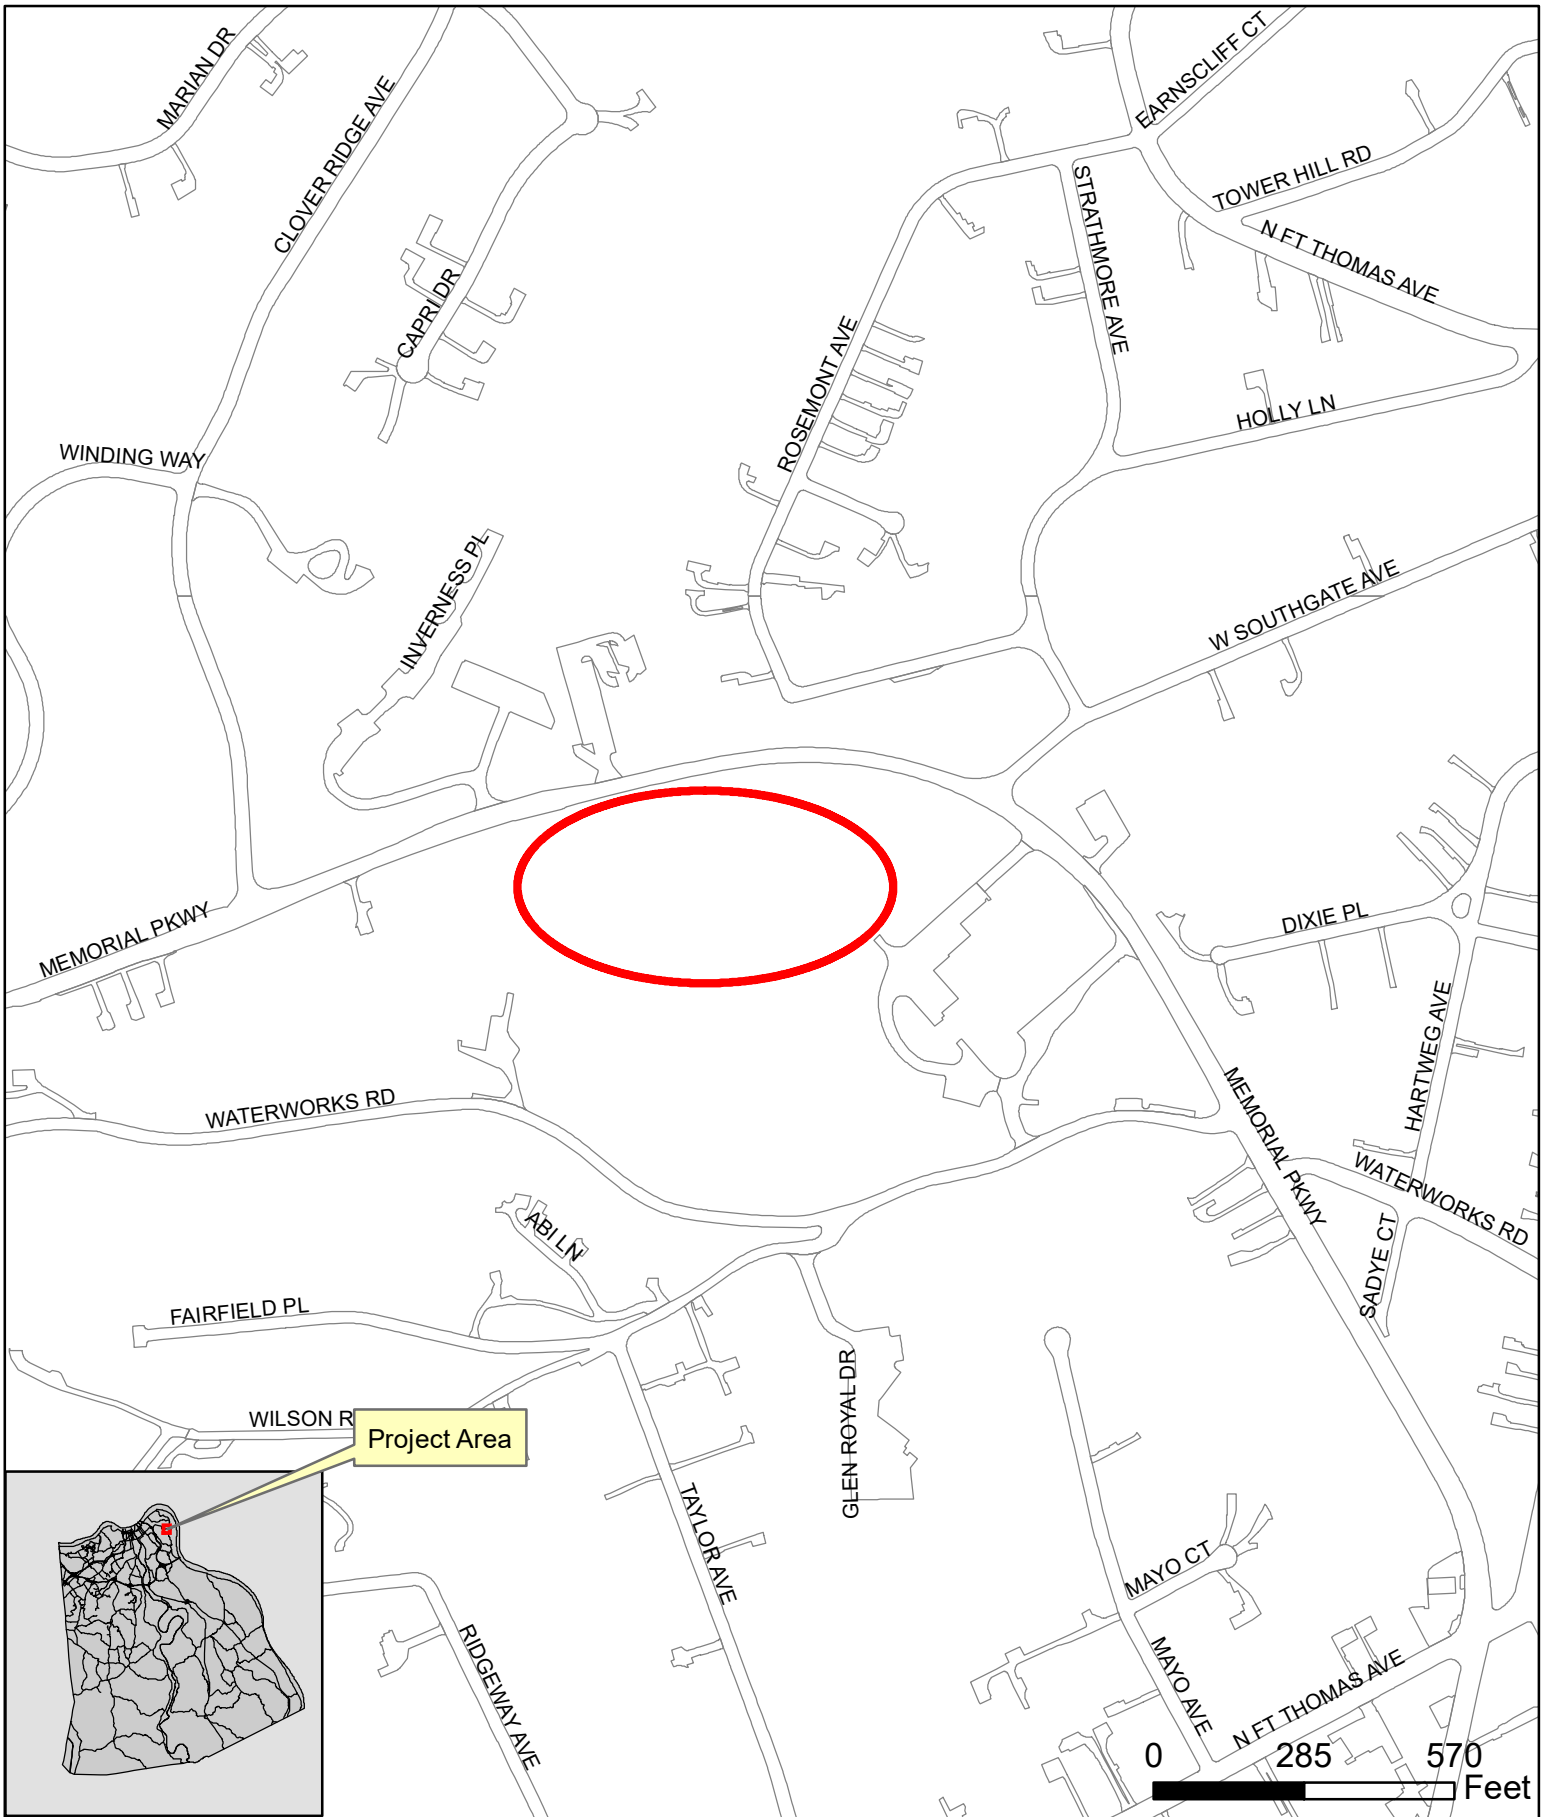 MARIAN DR
CLOVER RIDGE AVE
EARNSCLIFF CT
TOWER HILL RD
STRATHMORE AVE
N FT THOMAS AVE
CAPRI DR
ROSEMONT AVE
HOLLY LN
WINDING WAY
INVERNESS PL
W SOUTHGATE AVE
MEMORIAL PKWY
DIXIE PL
HARTWEG AVE
WATERWORKS RD
MEMORIAL PKWY
WATERWORKS RD
ABI LN
SADYE CT
FAIRFIELD PL
GLEN ROYAL DR
WILSON R
Project Area
TAYLOR AVE
MAYO CT
RIDGEWAY AVE
MAYO AVE
N FT THOMAS AVE
0 285 570
Feet